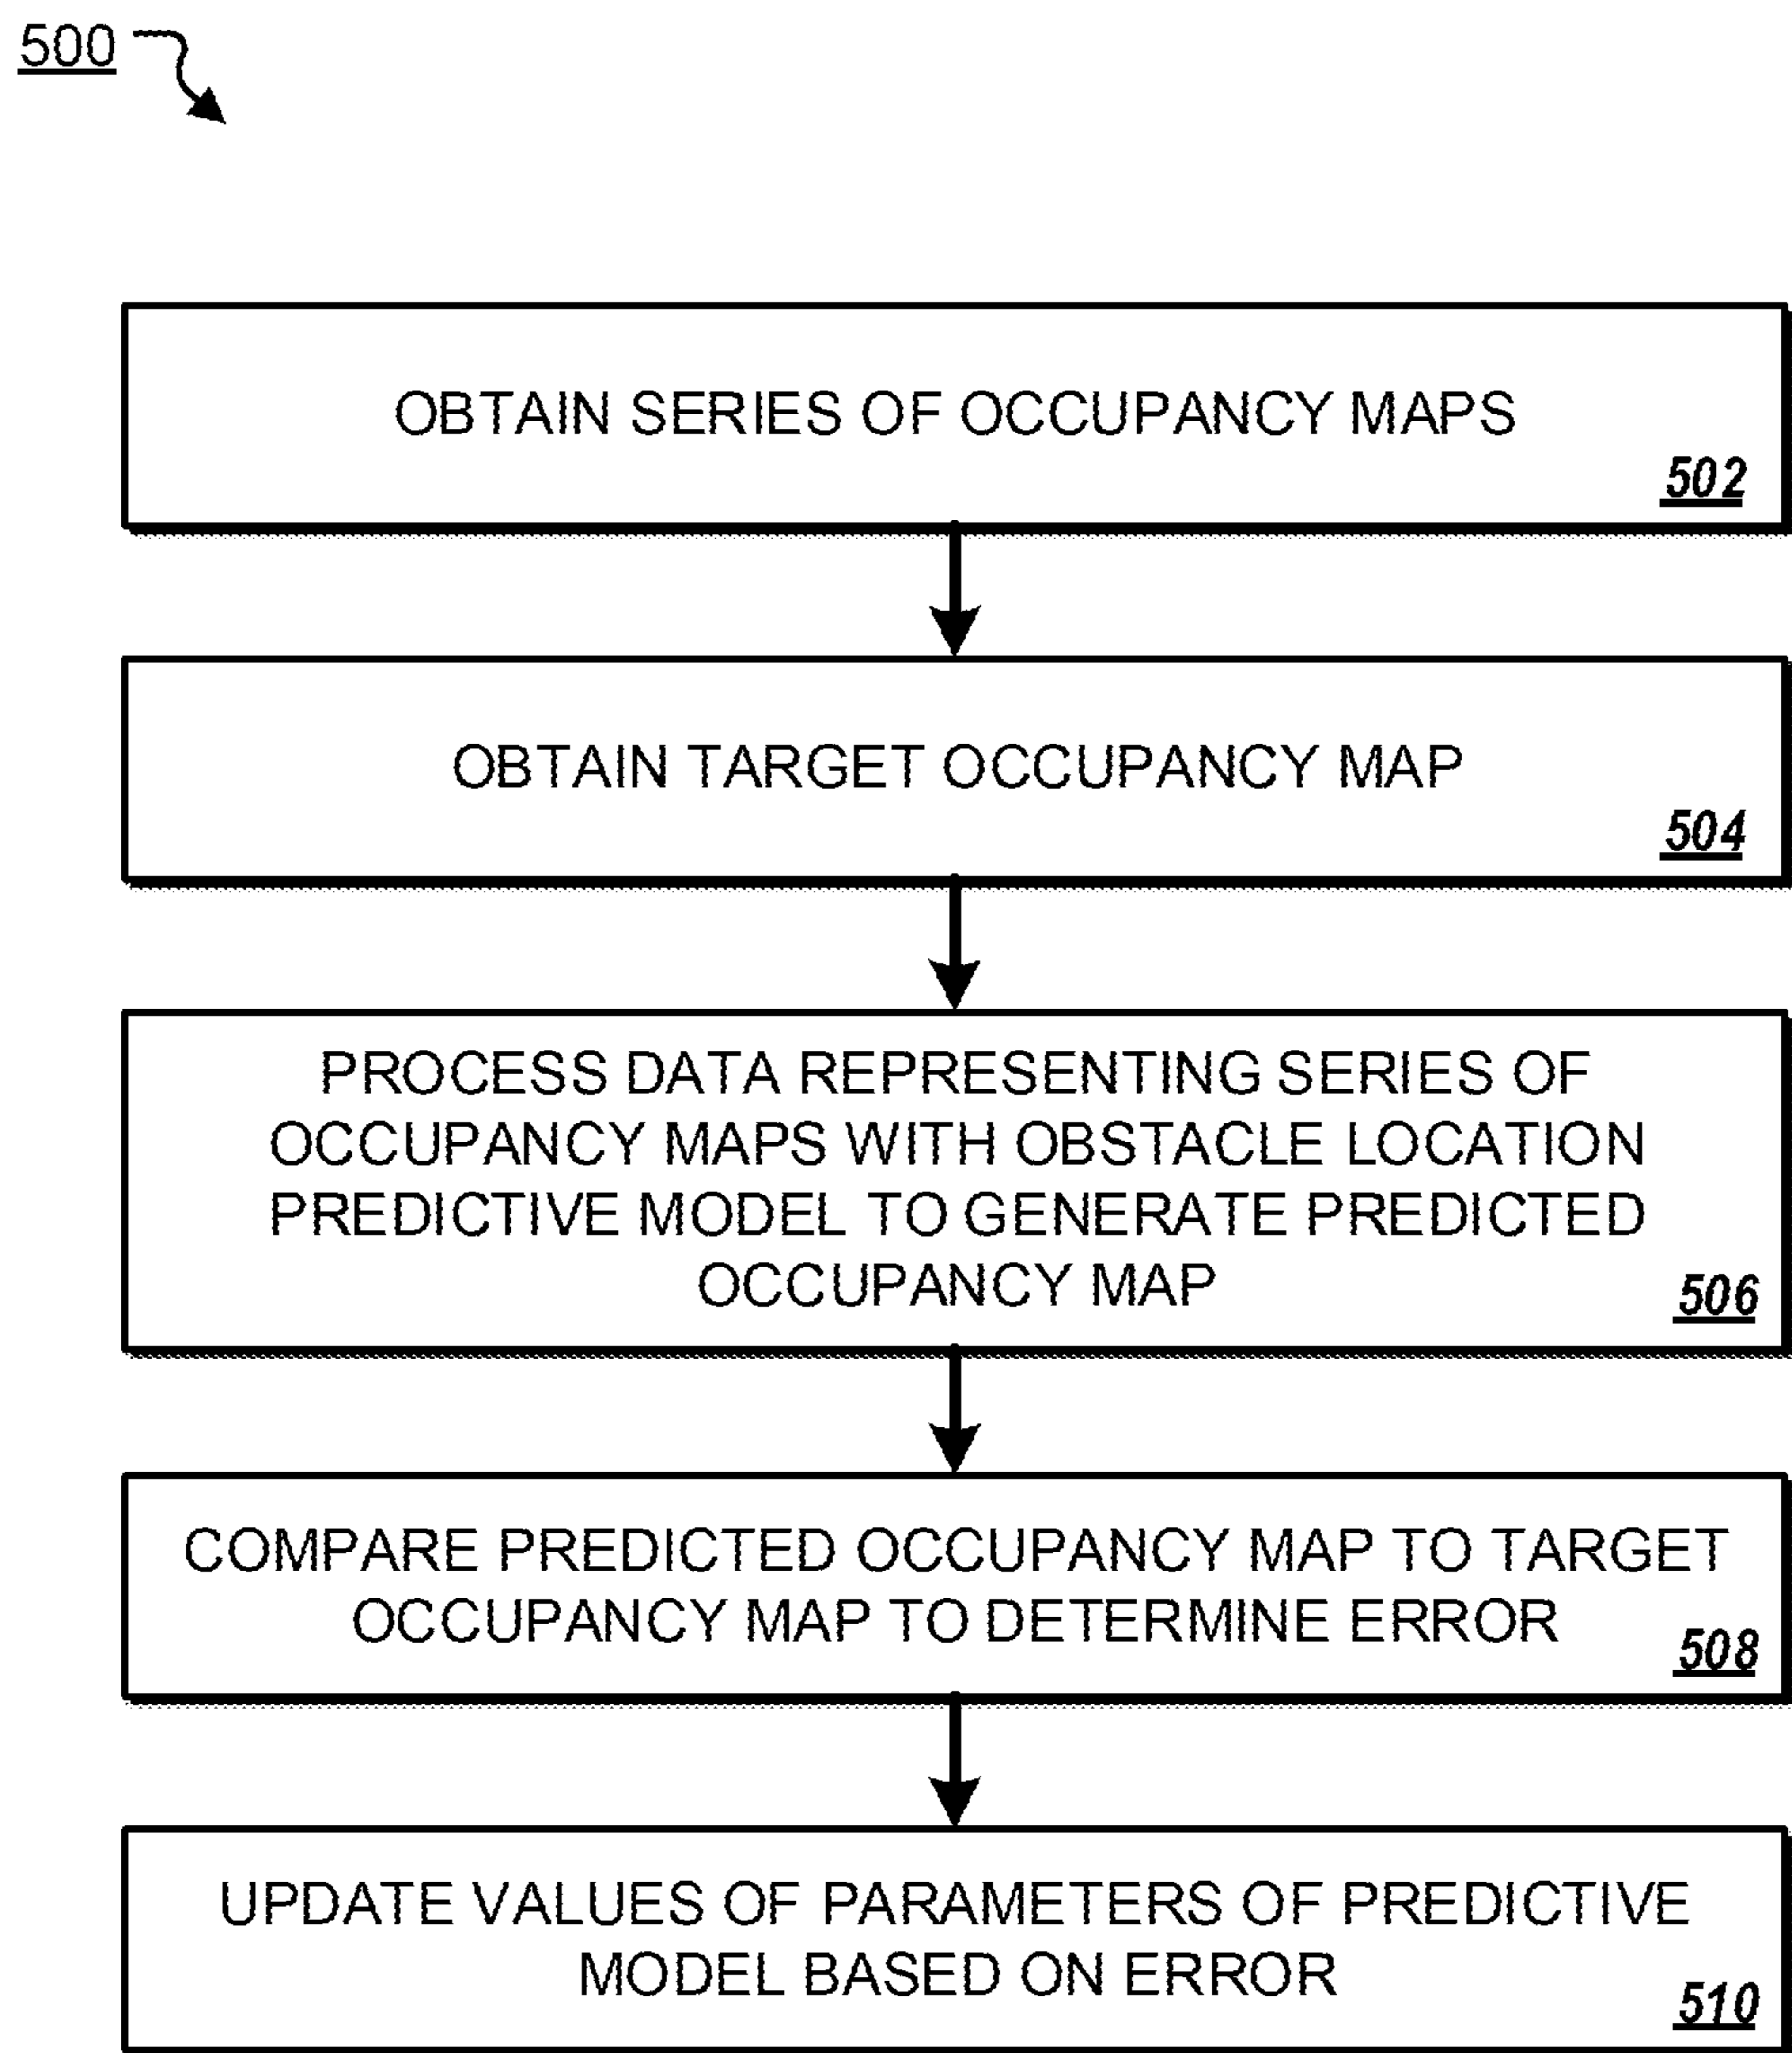 500
OBTAIN SERIES OF OCCUPANCY MAPS
502
OBTAIN TARGET OCCUPANCY MAP
504
PROCESS DATA REPRESENTING SERIES OF
OCCUPANCY MAPS WITH OBSTACLE LOCATION
PREDICTIVE MODEL TO GENERATE PREDICTED
OCCUPANCY MAP
506
COMPARE PREDICTED OCCUPANCY MAP TO TARGET
OCCUPANCY MAP TO DETERMINE ERROR
508
UPDATE VALUES OF PARAMETERS OF PREDICTIVE
MODEL BASED ON ERROR
510